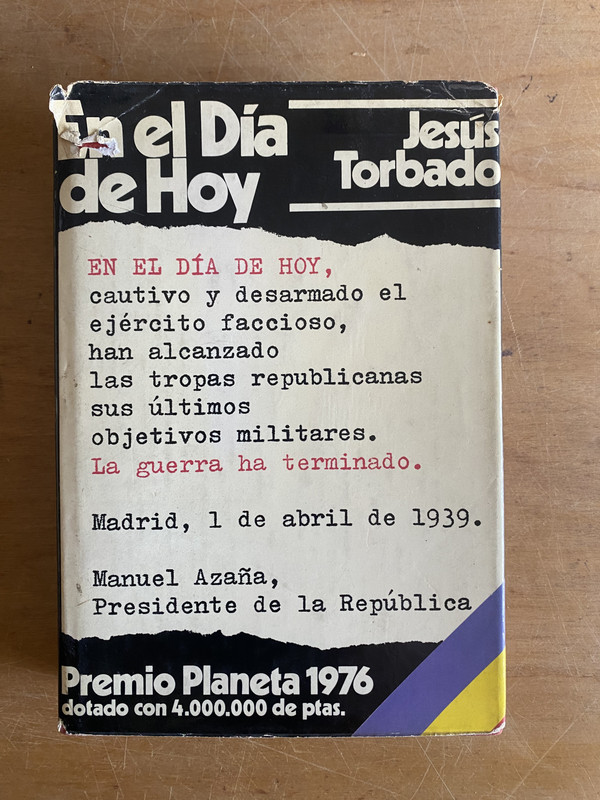 En el Día
de Hoy
Jesús
Torbado
EN EL DÍA DE HOY,
cautivo y desarmado el
ejército faccioso,
han alcanzado
las tropas republicanas
sus últimos
objetivos militares.
La guerra ha terminado.
Madrid, 1 de abril de 1939.
Manuel Azaña,
Presidente de la República
Premio Planeta 1976
dotado con 4.000.000 de ptas.